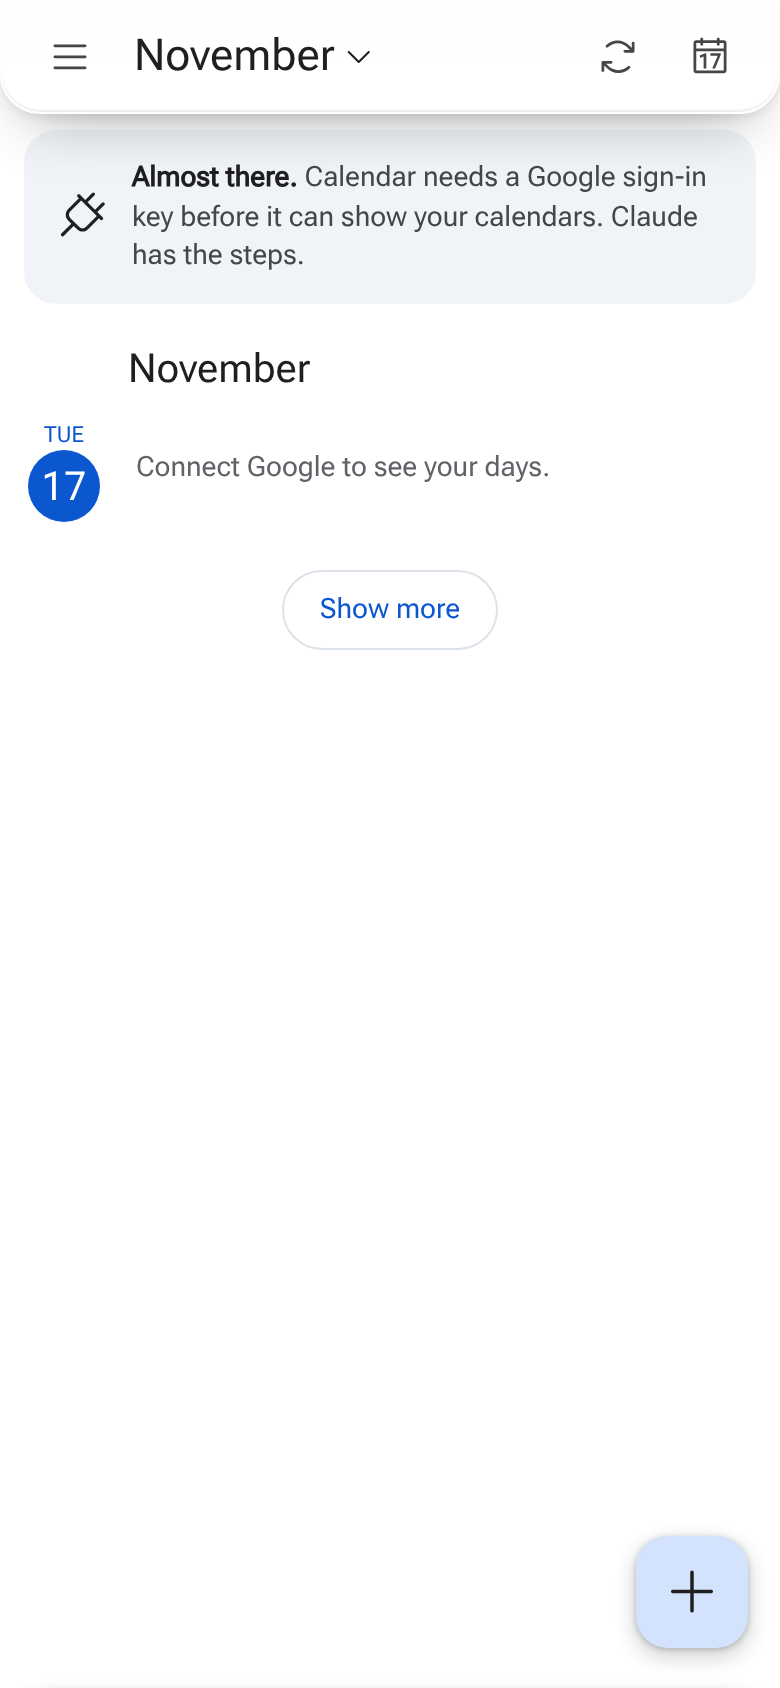 November
17
Almost there. Calendar needs a Google sign-in
key before it can show your calendars. Claude
has the steps.
November
TUE
17
Connect Google to see your days.
Show more